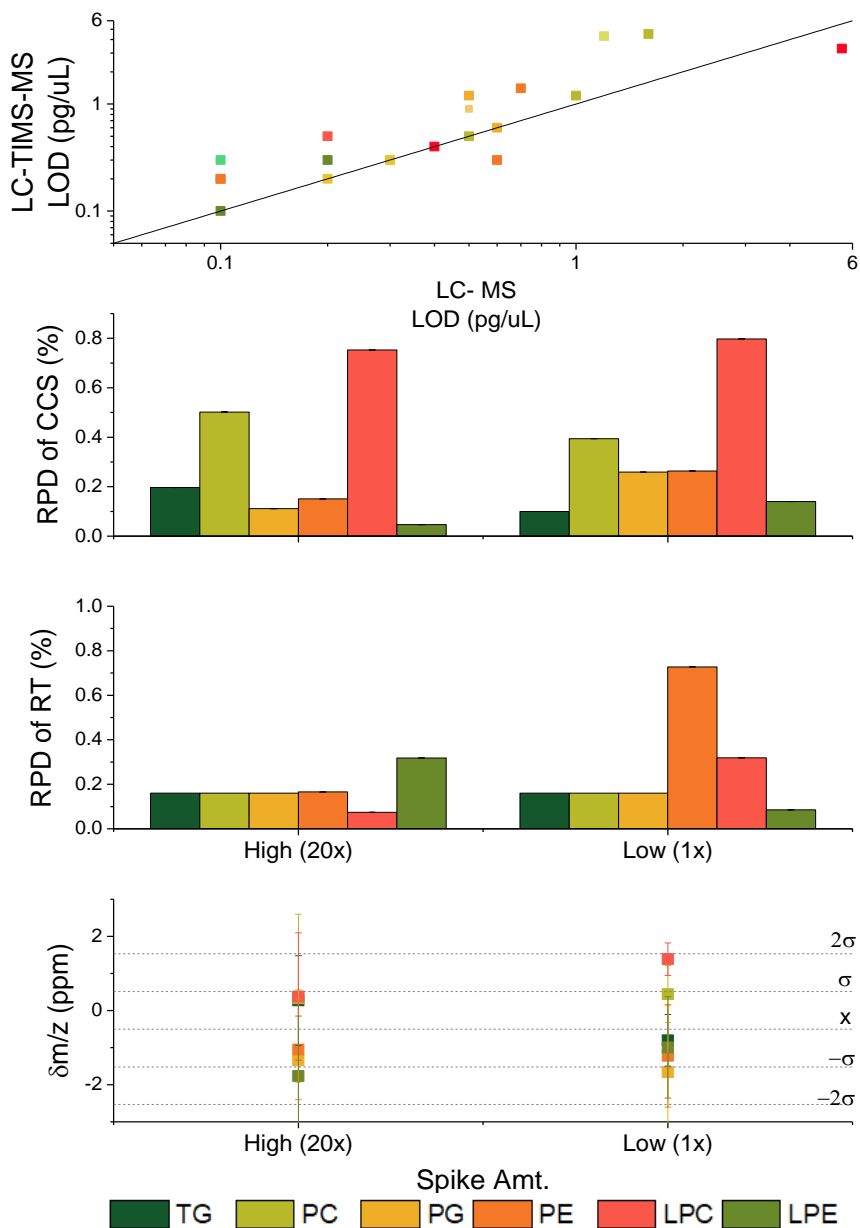 6
1
0.1
LC-TIMS-MS
LOD (pg/uL)
0.1
1
6
LC- MS
LOD (pg/uL)
0.8
0.6
0.4
0.2
0.0
RPD of CCS (%)
1.0
0.8
0.6
0.4
0.2
0.0
RPD of RT (%)
High (20x)
Low (1x)
2
0
-2
δm/z (ppm)
2σ
σ
x
−σ
−2σ
High (20x)
Low (1x)
Spike Amt.
TG PC PG PE LPC LPE